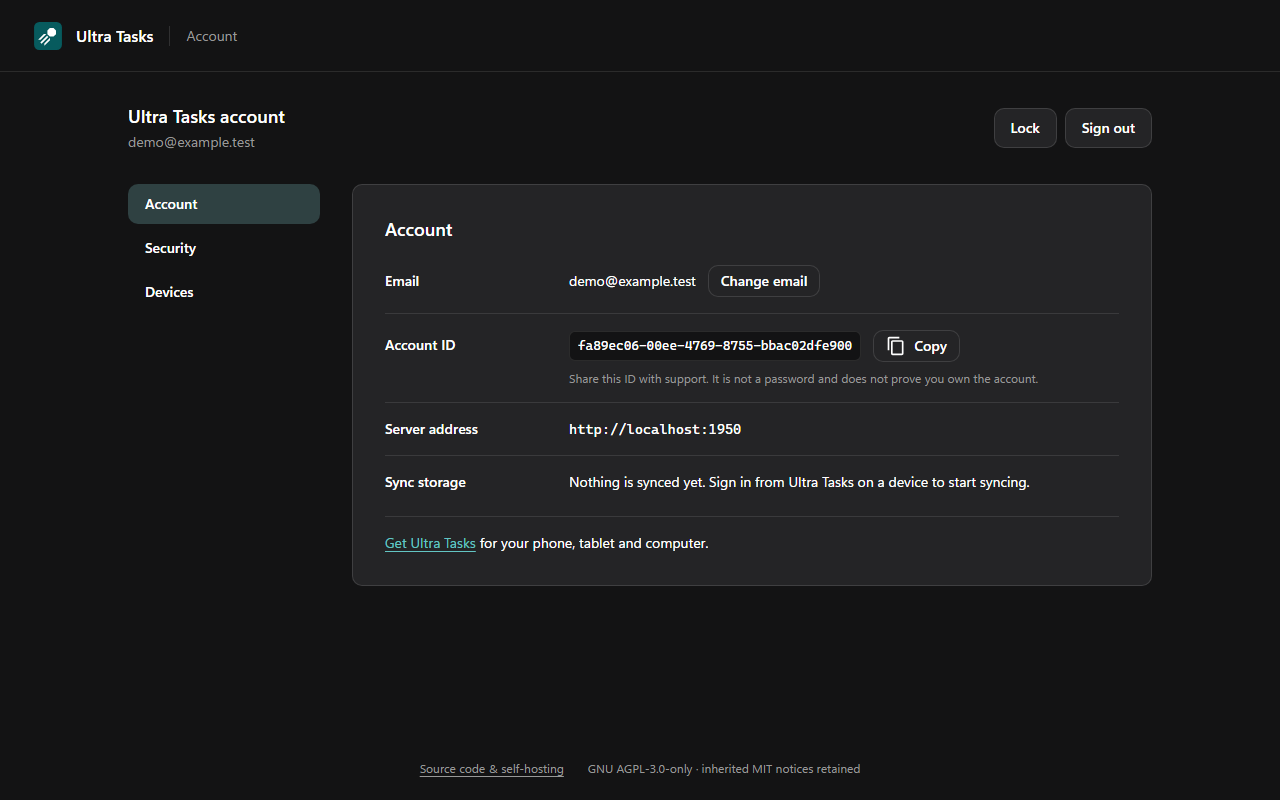 Ultra Tasks
Account
Ultra Tasks account
demo@example.test
Lock
Sign out
Account
Security
Devices
Account
Email
demo@example.test
Change email
Account ID
fa89ec06-00ee-4769-8755-bbac02dfe900
Copy
Share this ID with support. It is not a password and does not prove you own the account.
Server address
http://localhost:1950
Sync storage
Nothing is synced yet. Sign in from Ultra Tasks on a device to start syncing.
Get Ultra Tasks for your phone, tablet and computer.
Source code & self-hosting
GNU AGPL-3.0-only · inherited MIT notices retained